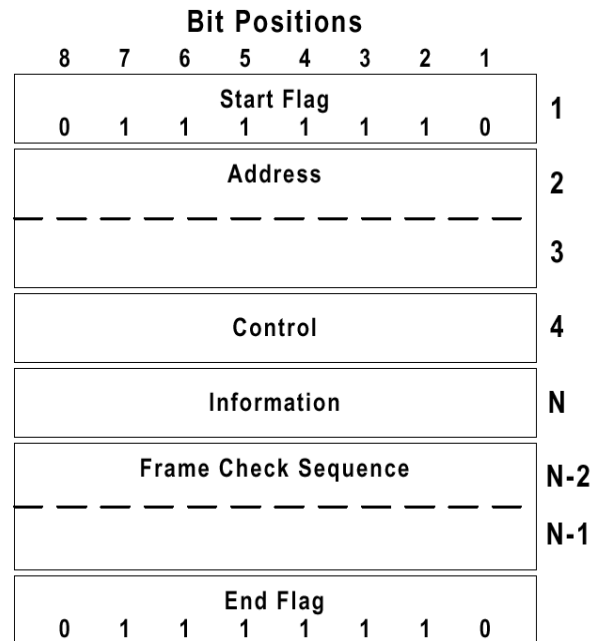 Bit Positions
8 7 6 5 4 3 2 1
Start Flag
0 1 1 1 1 1 1 0
1
Address
2
3
Control
4
Information
N
Frame Check Sequence
N-2
N-1
End Flag
0 1 1 1 1 1 1 0